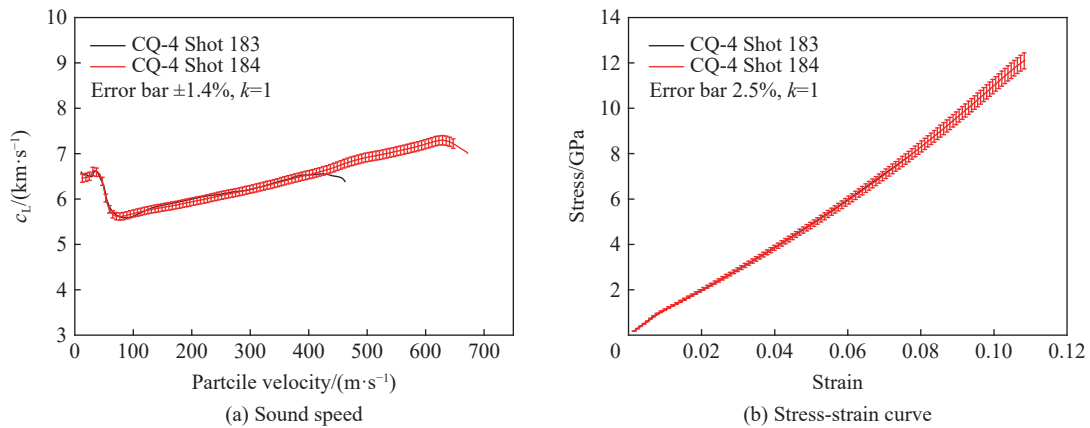 10
9
8
7
6
5
4
3
c_L/(km·s⁻¹)
CQ-4 Shot 183
CQ-4 Shot 184
Error bar ±1.4%, k=1
0 100 200 300 400 500 600 700
Partcile velocity/(m·s⁻¹)
(a) Sound speed
14
12
10
8
6
4
2
Stress/GPa
CQ-4 Shot 183
CQ-4 Shot 184
Error bar 2.5%, k=1
0 0.02 0.04 0.06 0.08 0.10 0.12
Strain
(b) Stress-strain curve